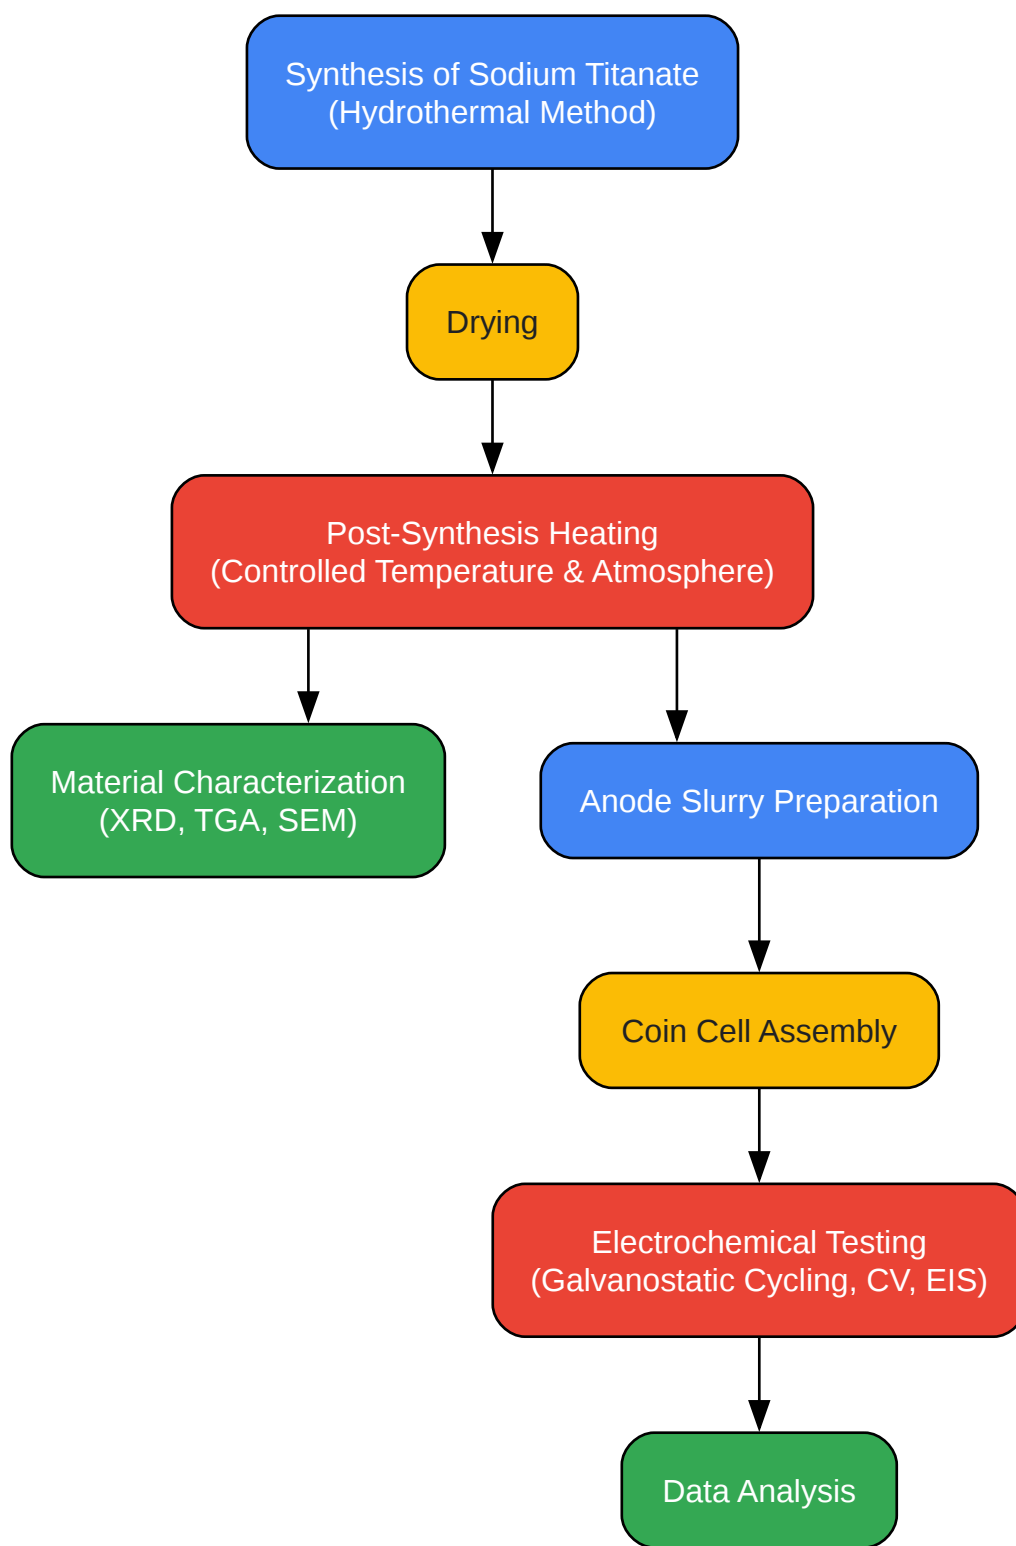 Synthesis of Sodium Titanate
(Hydrothermal Method)
Drying
Post-Synthesis Heating
(Controlled Temperature & Atmosphere)
Material Characterization
(XRD, TGA, SEM)
Anode Slurry Preparation
Coin Cell Assembly
Electrochemical Testing
(Galvanostatic Cycling, CV, EIS)
Data Analysis